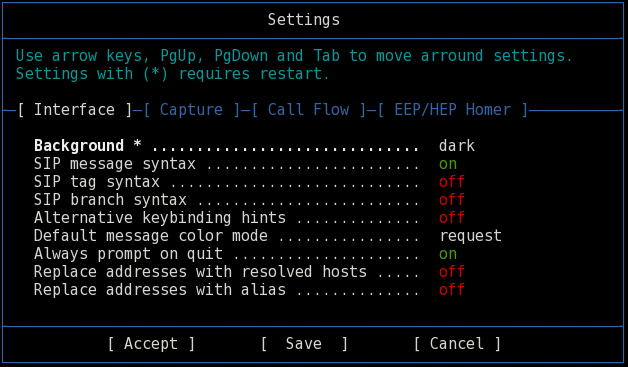 Settings
Use arrow keys, PgUp, PgDown and Tab to move arround settings.
Settings with (*) requires restart.
[ Interface ] [ Capture ] [ Call Flow ] [ EEP/HEP Homer ]
Background * .............................. dark
SIP message syntax ........................ on
SIP tag syntax ............................ off
SIP branch syntax ......................... off
Alternative keybinding hints .............. off
Default message color mode ................ request
Always prompt on quit ..................... on
Replace addresses with resolved hosts ..... off
Replace addresses with alias .............. off
[ Accept ] [ Save ] [ Cancel ]